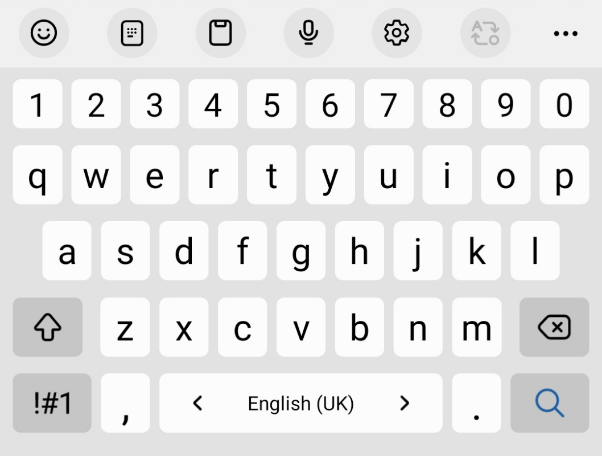 1 2 3 4 5 6 7 8 9 0
q w e r t y u i o p
a s d f g h j k l
z x c v b n m
!#1 , < English (UK) > .